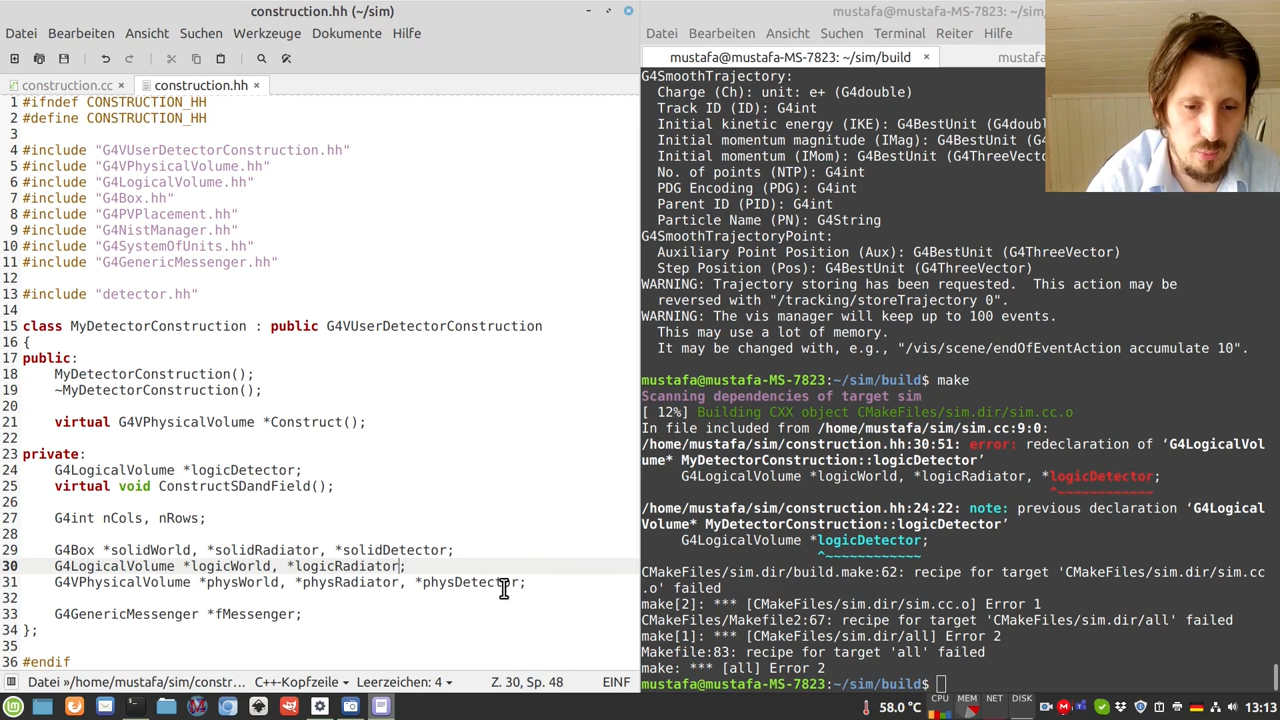 construction.hh (~/sim)
Datei Bearbeiten Ansicht Suchen Werkzeuge Dokumente Hilfe
construction.cc × construction.hh ×
1 #ifndef CONSTRUCTION_HH
2 #define CONSTRUCTION_HH
3
4 #include "G4VUserDetectorConstruction.hh"
5 #include "G4VPhysicalVolume.hh"
6 #include "G4LogicalVolume.hh"
7 #include "G4Box.hh"
8 #include "G4PVPlacement.hh"
9 #include "G4NistManager.hh"
10 #include "G4SystemOfUnits.hh"
11 #include "G4GenericMessenger.hh"
12
13 #include "detector.hh"
14
15 class MyDetectorConstruction : public G4VUserDetectorConstruction
16 {
17 public:
18 MyDetectorConstruction();
19 ~MyDetectorConstruction();
20
21 virtual G4VPhysicalVolume *Construct();
22
23 private:
24 G4LogicalVolume *logicDetector;
25 virtual void ConstructSDandField();
26
27 G4int nCols, nRows;
28
29 G4Box *solidWorld, *solidRadiator, *solidDetector;
30 G4LogicalVolume *logicWorld, *logicRadiator;
31 G4VPhysicalVolume *physWorld, *physRadiator, *physDetector;
32
33 G4GenericMessenger *fMessenger;
34 };
35
36 #endif
Datei »/home/mustafa/sim/constr... C++-Kopfzeile Leerzeichen: 4 Z. 30, Sp. 48 EINF
mustafa@mustafa-MS-7823: ~/sim/
Datei Bearbeiten Ansicht Suchen Terminal Reiter Hilfe
mustafa@mustafa-MS-7823: ~/sim/build × mustaf
G4SmoothTrajectory:
Charge (Ch): unit: e+ (G4double)
Track ID (ID): G4int
Initial kinetic energy (IKE): G4BestUnit (G4doub
Initial momentum magnitude (IMag): G4BestUnit (G
Initial momentum (IMom): G4BestUnit (G4ThreeVect
No. of points (NTP): G4int
PDG Encoding (PDG): G4int
Parent ID (PID): G4int
Particle Name (PN): G4String
G4SmoothTrajectoryPoint:
Auxiliary Point Position (Aux): G4BestUnit (G4ThreeVector)
Step Position (Pos): G4BestUnit (G4ThreeVector)
WARNING: Trajectory storing has been requested. This action may be
reversed with "/tracking/storeTrajectory 0".
WARNING: The vis manager will keep up to 100 events.
This may use a lot of memory.
It may be changed with, e.g., "/vis/scene/endOfEventAction accumulate 10".
mustafa@mustafa-MS-7823:~/sim/build$ make
Scanning dependencies of target sim
[ 12%] Building CXX object CMakeFiles/sim.dir/sim.cc.o
In file included from /home/mustafa/sim/sim.cc:9:0:
/home/mustafa/sim/construction.hh:30:51: error: redeclaration of ‘G4LogicalVol
ume* MyDetectorConstruction::logicDetector’
G4LogicalVolume *logicWorld, *logicRadiator, *logicDetector;
^~~~~~~~~~~~~
/home/mustafa/sim/construction.hh:24:22: note: previous declaration ‘G4Logical
Volume* MyDetectorConstruction::logicDetector’
G4LogicalVolume *logicDetector;
^~~~~~~~~~~~~
CMakeFiles/sim.dir/build.make:62: recipe for target 'CMakeFiles/sim.dir/sim.cc
.o' failed
make[2]: *** [CMakeFiles/sim.dir/sim.cc.o] Error 1
CMakeFiles/Makefile2:67: recipe for target 'CMakeFiles/sim.dir/all' failed
make[1]: *** [CMakeFiles/sim.dir/all] Error 2
Makefile:83: recipe for target 'all' failed
make: *** [all] Error 2
mustafa@mustafa-MS-7823:~/sim/build$
CPU MEM NET DISK 58.0 °C 13:13